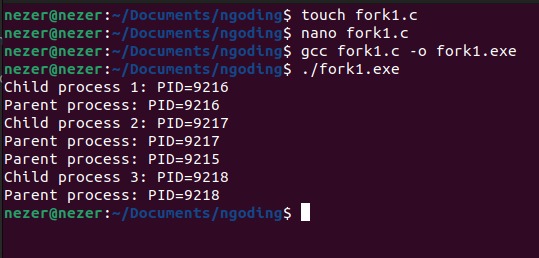 nezer@nezer:~/Documents/ngoding$ touch fork1.c
nezer@nezer:~/Documents/ngoding$ nano fork1.c
nezer@nezer:~/Documents/ngoding$ gcc fork1.c -o fork1.exe
nezer@nezer:~/Documents/ngoding$ ./fork1.exe
Child process 1: PID=9216
Parent process: PID=9216
Child process 2: PID=9217
Parent process: PID=9217
Parent process: PID=9215
Child process 3: PID=9218
Parent process: PID=9218
nezer@nezer:~/Documents/ngoding$